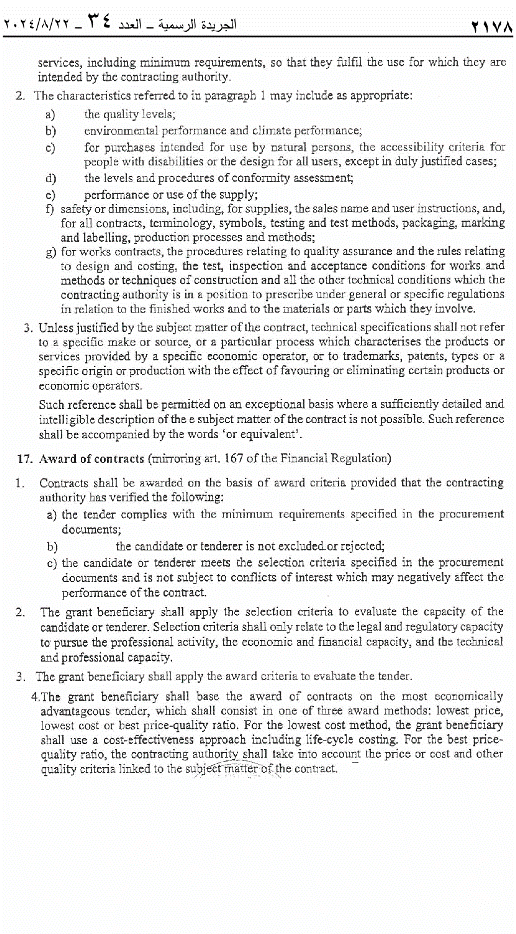 ٢١٧٨ الجريدة الرسمية – العدد ٣٤ – ٢٠٢٤/٨/٢٢
services, including minimum requirements, so that they fulfil the use for which they are
intended by the contracting authority.
2. The characteristics referred to in paragraph 1 may include as appropriate:
a) the quality levels;
b) environmental performance and climate performance;
c) for purchases intended for use by natural persons, the accessibility criteria for
people with disabilities or the design for all users, except in duly justified cases;
d) the levels and procedures of conformity assessment;
e) performance or use of the supply;
f) safety or dimensions, including, for supplies, the sales name and user instructions, and,
for all contracts, terminology, symbols, testing and test methods, packaging, marking
and labelling, production processes and methods;
g) for works contracts, the procedures relating to quality assurance and the rules relating
to design and costing, the test, inspection and acceptance conditions for works and
methods or techniques of construction and all the other technical conditions which the
contracting authority is in a position to prescribe under general or specific regulations
in relation to the finished works and to the materials or parts which they involve.
3. Unless justified by the subject matter of the contract, technical specifications shall not refer
to a specific make or source, or a particular process which characterises the products or
services provided by a specific economic operator, or to trademarks, patents, types or a
specific origin or production with the effect of favouring or eliminating certain products or
economic operators.
Such reference shall be permitted on an exceptional basis where a sufficiently detailed and
intelligible description of the e subject matter of the contract is not possible. Such reference
shall be accompanied by the words ‘or equivalent’.
17. Award of contracts (mirroring art. 167 of the Financial Regulation)
1. Contracts shall be awarded on the basis of award criteria provided that the contracting
authority has verified the following:
a) the tender complies with the minimum requirements specified in the procurement
documents;
b) the candidate or tenderer is not excluded or rejected;
c) the candidate or tenderer meets the selection criteria specified in the procurement
documents and is not subject to conflicts of interest which may negatively affect the
performance of the contract.
2. The grant beneficiary shall apply the selection criteria to evaluate the capacity of the
candidate or tenderer. Selection criteria shall only relate to the legal and regulatory capacity
to pursue the professional activity, the economic and financial capacity, and the technical
and professional capacity.
3. The grant beneficiary shall apply the award criteria to evaluate the tender.
4.The grant beneficiary shall base the award of contracts on the most economically
advantageous tender, which shall consist in one of three award methods: lowest price,
lowest cost or best price-quality ratio. For the lowest cost method, the grant beneficiary
shall use a cost-effectiveness approach including life-cycle costing. For the best price-
quality ratio, the contracting authority shall take into account the price or cost and other
quality criteria linked to the subject matter of the contract.